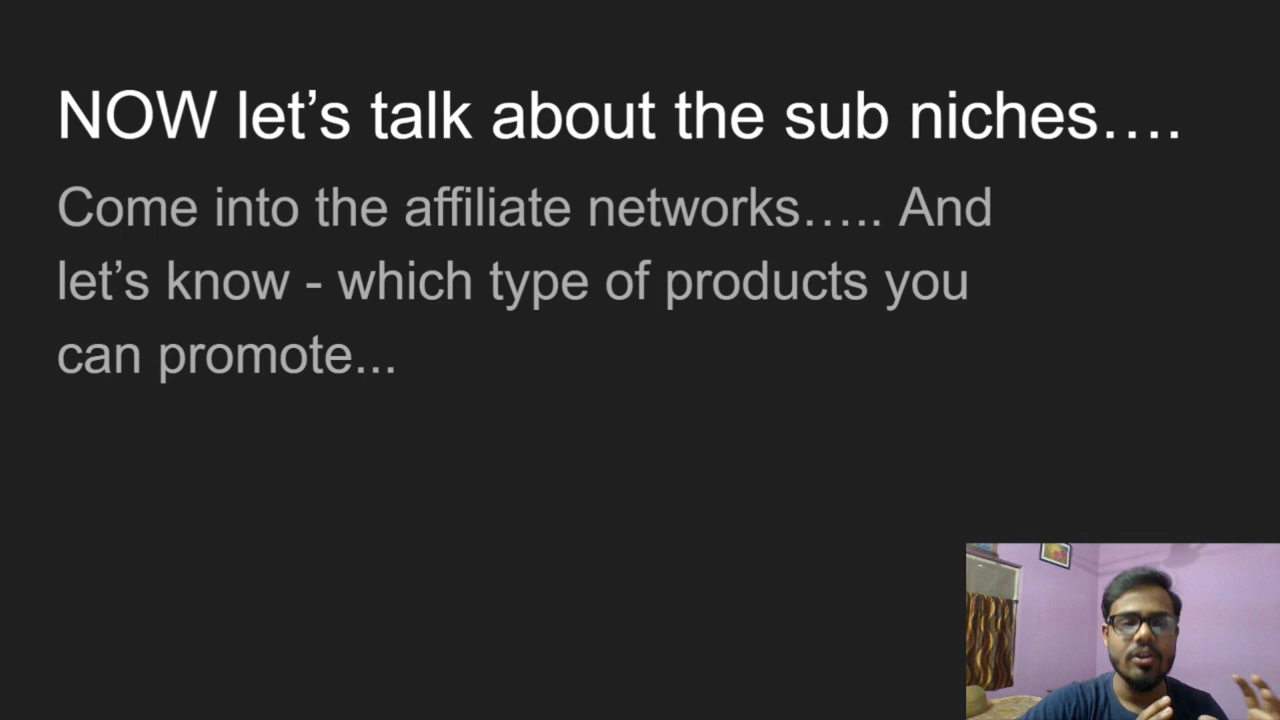 NOW let’s talk about the sub niches….
Come into the affiliate networks….. And
let’s know - which type of products you
can promote...